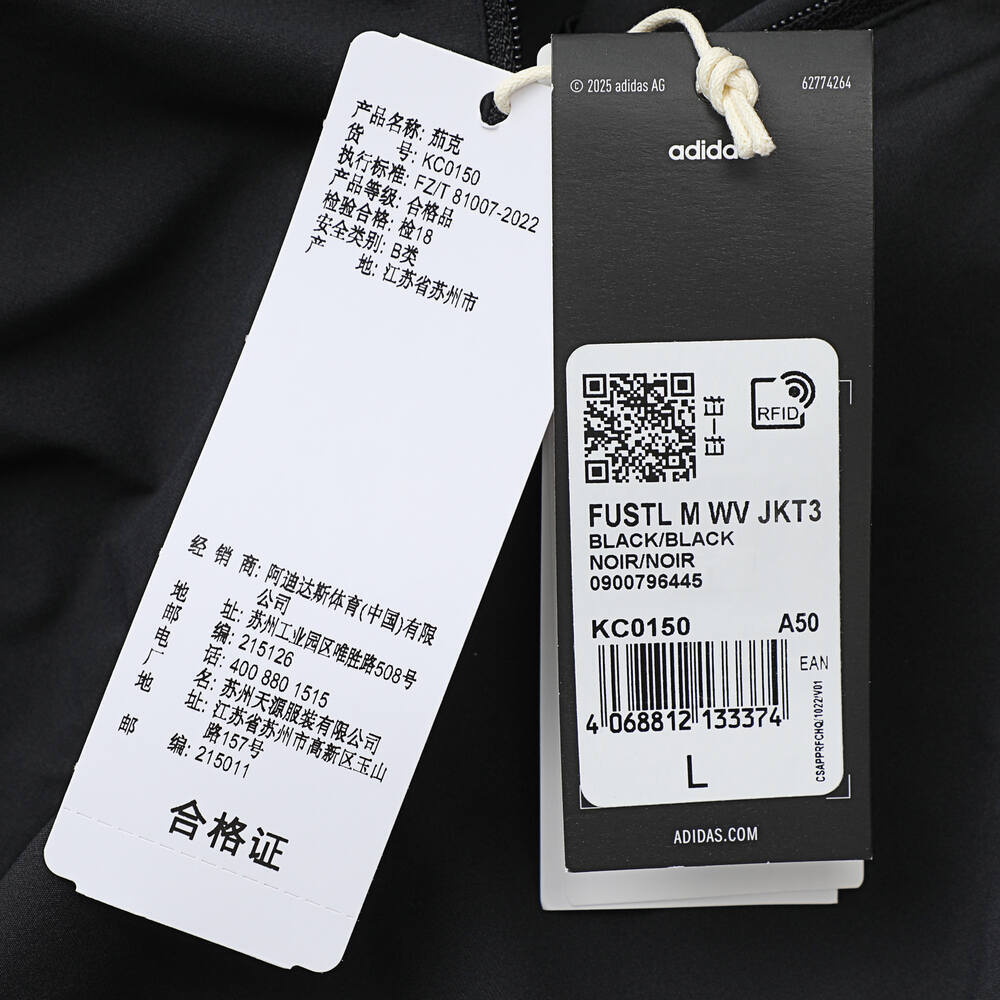 产品名称: 茄克
货 号: KC0150
执行标准: FZ/T 81007-2022
产品等级: 合格品
检验合格: 检18
安全类别: B类
产 地: 江苏省苏州市
经 销 商: 阿迪达斯体育(中国)有限
公司
地 址: 苏州工业园区唯胜路508号
邮 编: 215126
电 话: 400 880 1515
厂 名: 苏州天源服装有限公司
地 址: 江苏省苏州市高新区玉山
路157号
邮 编: 215011
合格证
© 2025 adidas AG
62774264
adidas
扫一扫
RFID
FUSTL M WV JKT3
BLACK/BLACK
NOIR/NOIR
0900796445
KC0150 A50
EAN
4 068812 133374
L
CSAPPRFCHQ/1022/V01
ADIDAS.COM